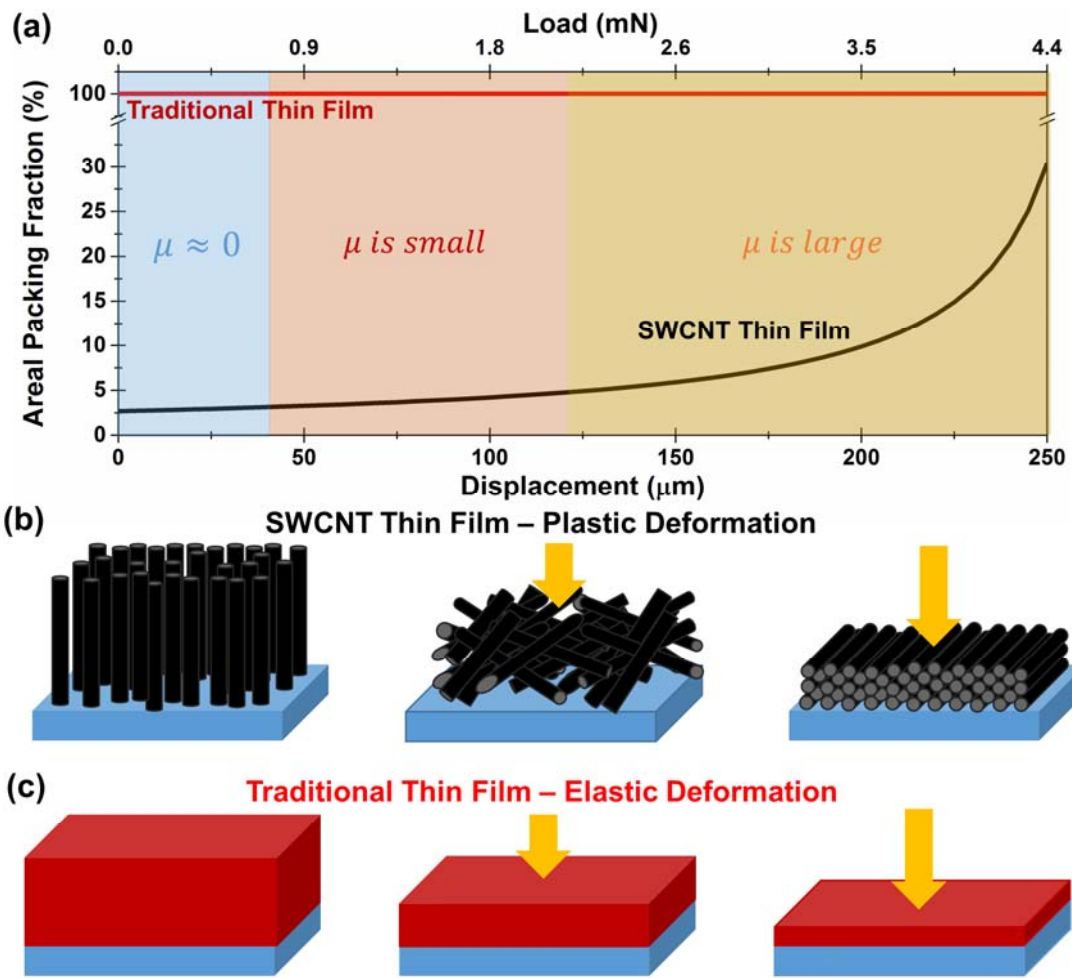 (a)
Load (mN)
0.0 0.9 1.8 2.6 3.5 4.4
Areal Packing Fraction (%)
100
30
25
20
15
10
5
0
Traditional Thin Film
μ ≈ 0
μ is small
μ is large
SWCNT Thin Film
0 50 100 150 200 250
Displacement (μm)
(b)
SWCNT Thin Film – Plastic Deformation
(c)
Traditional Thin Film – Elastic Deformation